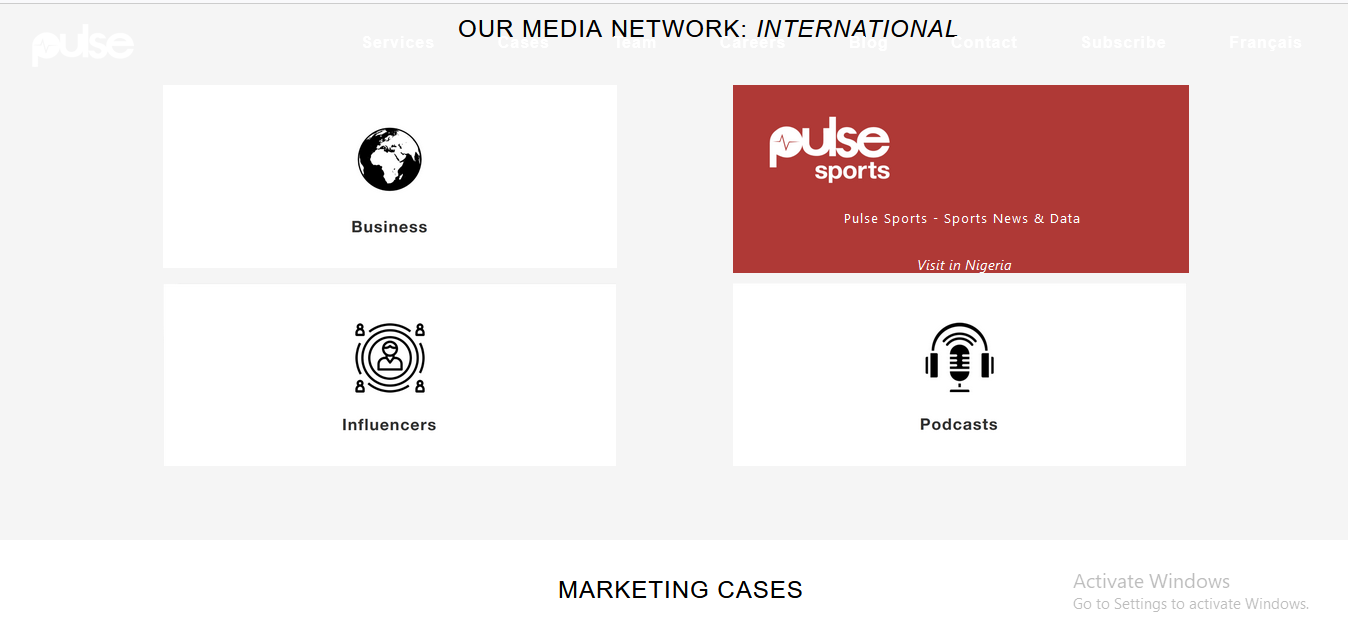 OUR MEDIA NETWORK: INTERNATIONAL
pulse
Services Cases Team Careers Blog Contact Subscribe Français
Business
pulse
sports
Pulse Sports - Sports News & Data
Visit in Nigeria
Influencers
Podcasts
MARKETING CASES
Activate Windows
Go to Settings to activate Windows.